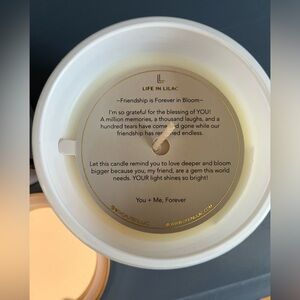 L
LIFE IN LILAC
~Friendship is Forever in Bloom~
I'm so grateful for the blessing of YOU!
A million memories, a thousand laughs, and a
hundred tears have come and gone while our
friendship has remained endless.
Let this candle remind you to love deeper and bloom
bigger because you, my friend, are a gem this world
needs. YOUR light shines so bright!
You + Me, Forever